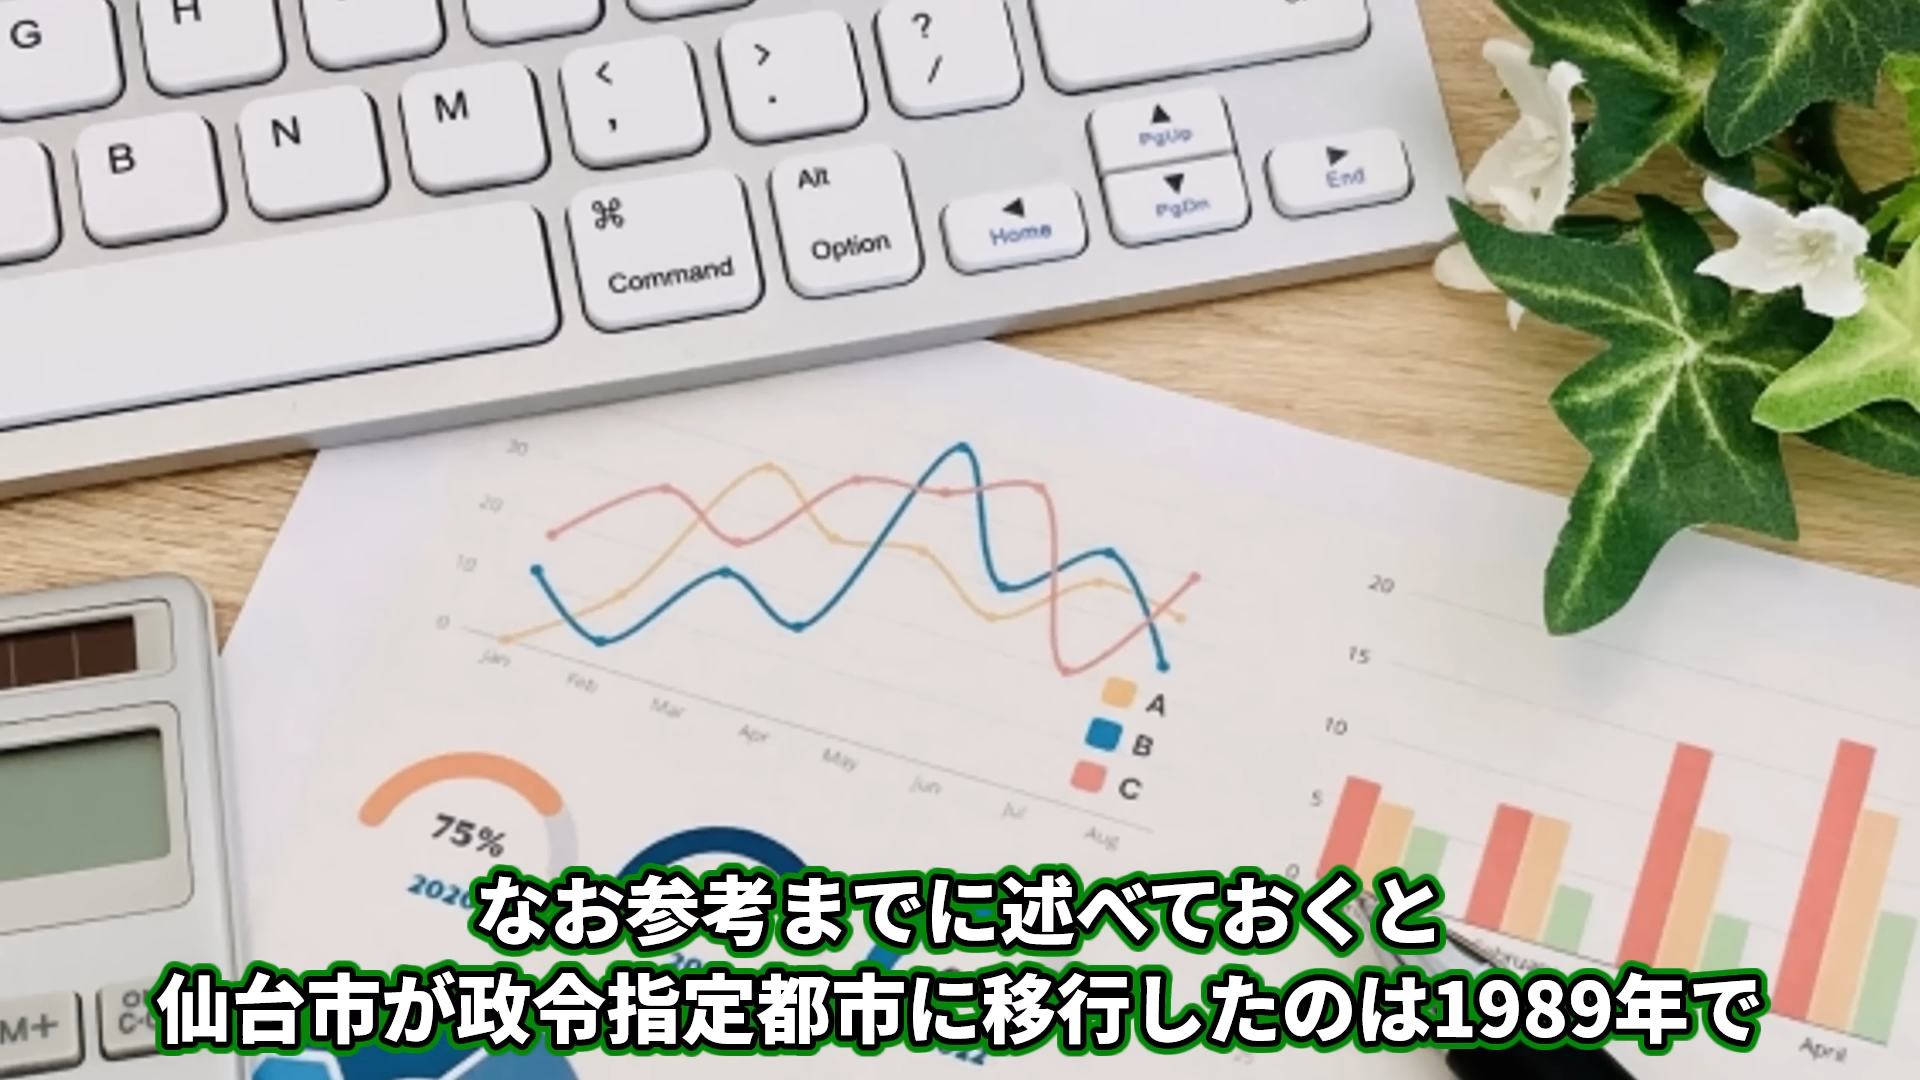 G
H
B
N
M
<
,
>
.
?
/
⌘
Command
Alt
Option
Home
PgUp
PgDn
End
30
20
10
0
Jan
Feb
Mar
Apr
May
Jun
Jul
Aug
A
B
C
20
15
10
5
0
April
75%
2020
M+
なお参考までに述べておくと
仙台市が政令指定都市に移行したのは1989年で